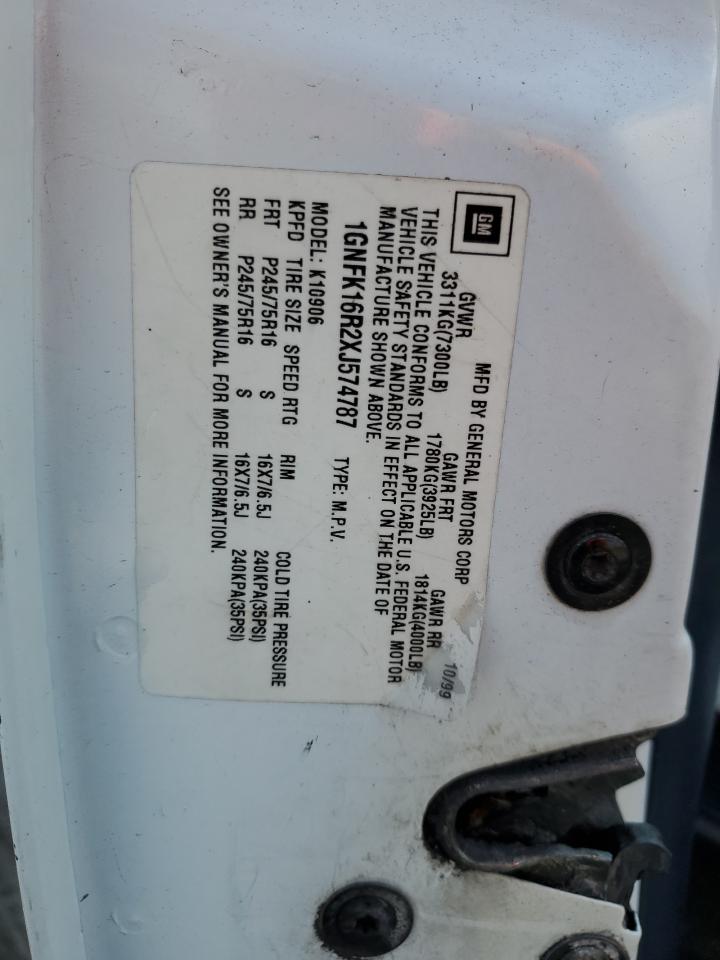 GM
MFD BY GENERAL MOTORS CORP
10/99
GVWR GAWR FRT GAWR RR
3311KG(7300LB) 1780KG(3925LB) 1814KG(4000LB)
THIS VEHICLE CONFORMS TO ALL APPLICABLE U.S. FEDERAL MOTOR
VEHICLE SAFETY STANDARDS IN EFFECT ON THE DATE OF
MANUFACTURE SHOWN ABOVE.
1GNFK16R2XJ574787 TYPE: M.P.V.
MODEL: K10906
KPFD TIRE SIZE SPEED RTG RIM COLD TIRE PRESSURE
FRT P245/75R16 S 16X7/6.5J 240KPA(35PSI)
RR P245/75R16 S 16X7/6.5J 240KPA(35PSI)
SEE OWNER'S MANUAL FOR MORE INFORMATION.